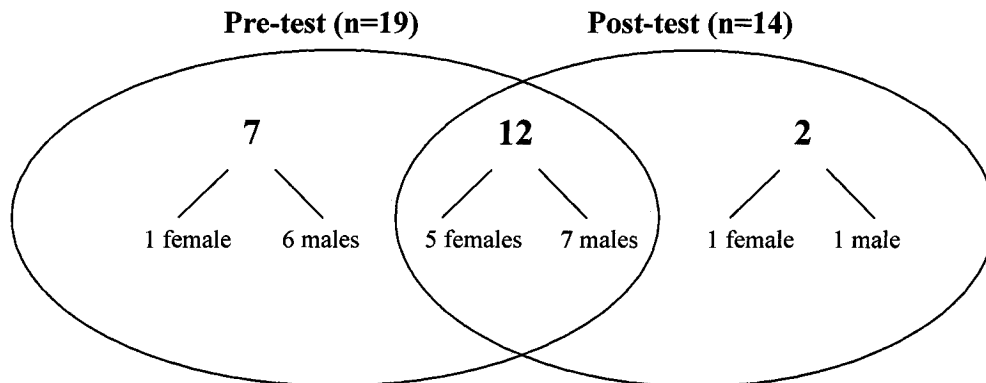 Pre-test (n=19) Post-test (n=14)
7 12 2
1 female 6 males 5 females 7 males 1 female 1 male